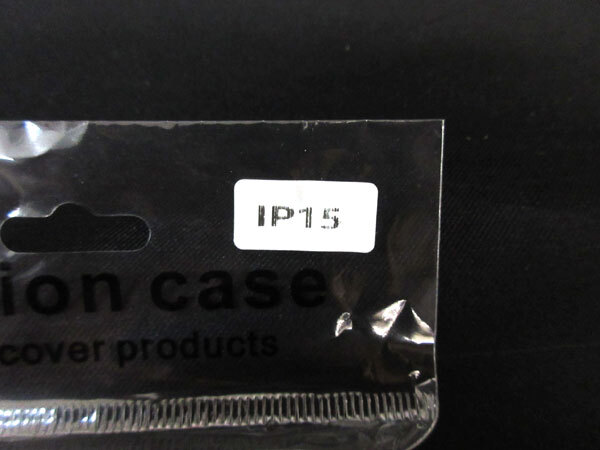 IP15
ion case
cover products